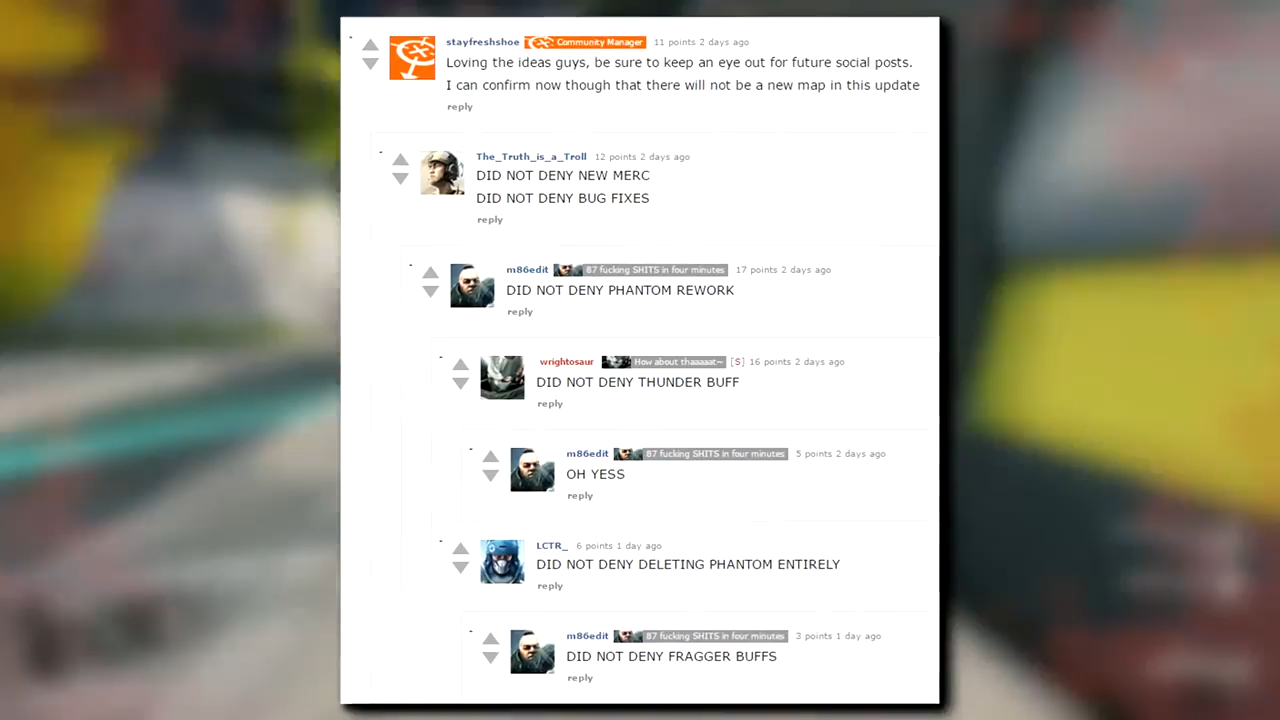 stayfreshshoe Community Manager 11 points 2 days ago
Loving the ideas guys, be sure to keep an eye out for future social posts.
I can confirm now though that there will not be a new map in this update
reply
The_Truth_is_a_Troll 12 points 2 days ago
DID NOT DENY NEW MERC
DID NOT DENY BUG FIXES
reply
m86edit 87 fucking SHITS in four minutes 17 points 2 days ago
DID NOT DENY PHANTOM REWORK
reply
wrightosaur How about thaaaaat~ [S] 16 points 2 days ago
DID NOT DENY THUNDER BUFF
reply
m86edit 87 fucking SHITS in four minutes 5 points 2 days ago
OH YESS
reply
LCTR_ 6 points 1 day ago
DID NOT DENY DELETING PHANTOM ENTIRELY
reply
m86edit 87 fucking SHITS in four minutes 3 points 1 day ago
DID NOT DENY FRAGGER BUFFS
reply